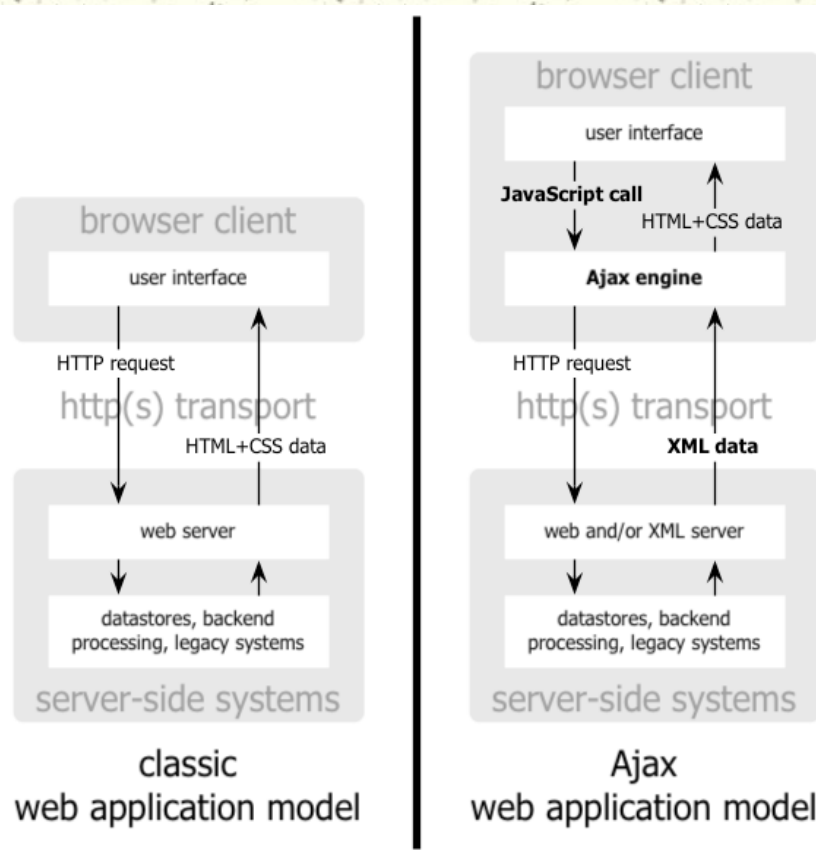 browser client
user interface
HTTP request
http(s) transport
HTML+CSS data
web server
datastores, backend
processing, legacy systems
server-side systems
classic
web application model
browser client
user interface
JavaScript call
HTML+CSS data
Ajax engine
HTTP request
http(s) transport
XML data
web and/or XML server
datastores, backend
processing, legacy systems
server-side systems
Ajax
web application model